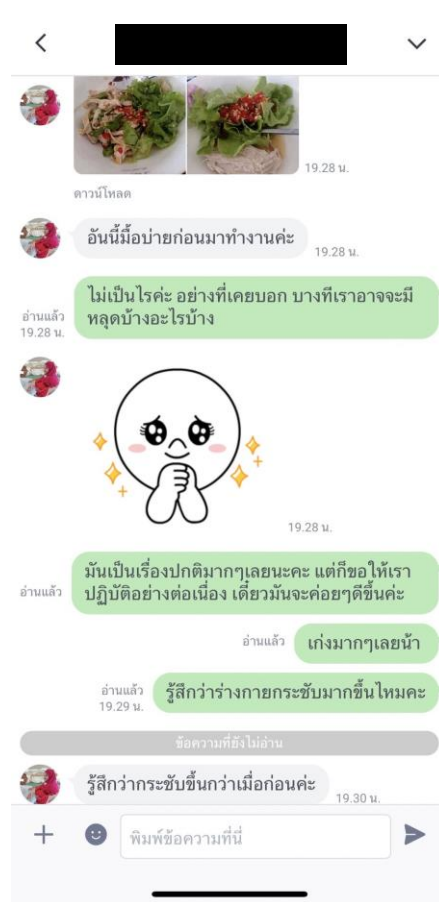 19.28 น.
ดาวน์โหลด
อันนี้มื้อบ่ายก่อนมาทำงานค่ะ
19.28 น.
ไม่เป็นไรค่ะ อย่างที่เคยบอก บางทีเราอาจจะมี
หลุดบ้างอะไรบ้าง
อ่านแล้ว
19.28 น.
19.28 น.
มันเป็นเรื่องปกติมากๆเลยนะคะ แต่ก็ขอให้เรา
ปฏิบัติอย่างต่อเนื่อง เดี๋ยวมันจะค่อยๆดีขึ้นค่ะ
อ่านแล้ว
อ่านแล้ว
เก่งมากๆเลยน้า
อ่านแล้ว
19.29 น.
รู้สึกว่าร่างกายกระชับมากขึ้นไหมคะ
ข้อความที่ยังไม่อ่าน
รู้สึกว่ากระชับขึ้นกว่าเมื่อก่อนค่ะ
19.30 น.
พิมพ์ข้อความที่นี่